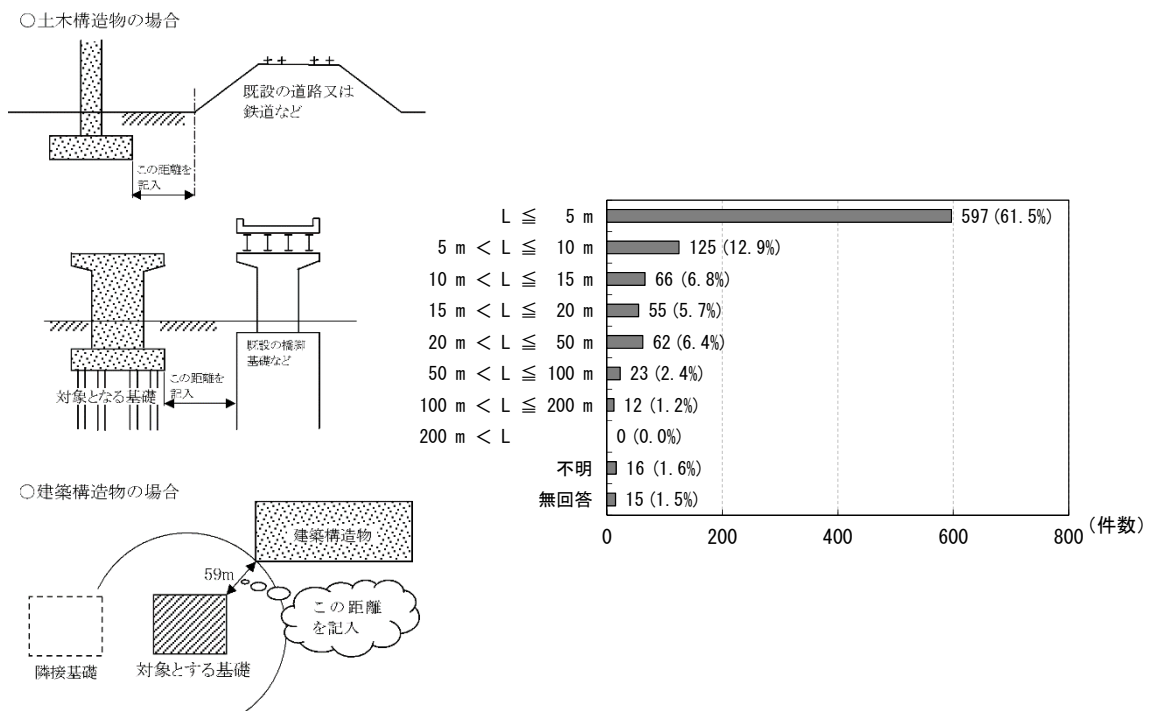 ○土木構造物の場合
既設の道路又は
鉄道など
この距離を
記入
既設の橋脚
基礎など
この距離を
記入
対象となる基礎
○建築構造物の場合
建築構造物
59m
この距離
を記入
隣接基礎
対象とする基礎
L ≦ 5 m
597 (61.5%)
5 m < L ≦ 10 m
125 (12.9%)
10 m < L ≦ 15 m
66 (6.8%)
15 m < L ≦ 20 m
55 (5.7%)
20 m < L ≦ 50 m
62 (6.4%)
50 m < L ≦ 100 m
23 (2.4%)
100 m < L ≦ 200 m
12 (1.2%)
200 m < L
0 (0.0%)
不明
16 (1.6%)
無回答
15 (1.5%)
0 200 400 600 800
(件数)